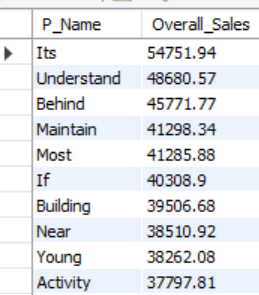 P_Name Overall_Sales
Its 54751.94
Understand 48680.57
Behind 45771.77
Maintain 41298.34
Most 41285.88
If 40308.9
Building 39506.68
Near 38510.92
Young 38262.08
Activity 37797.81